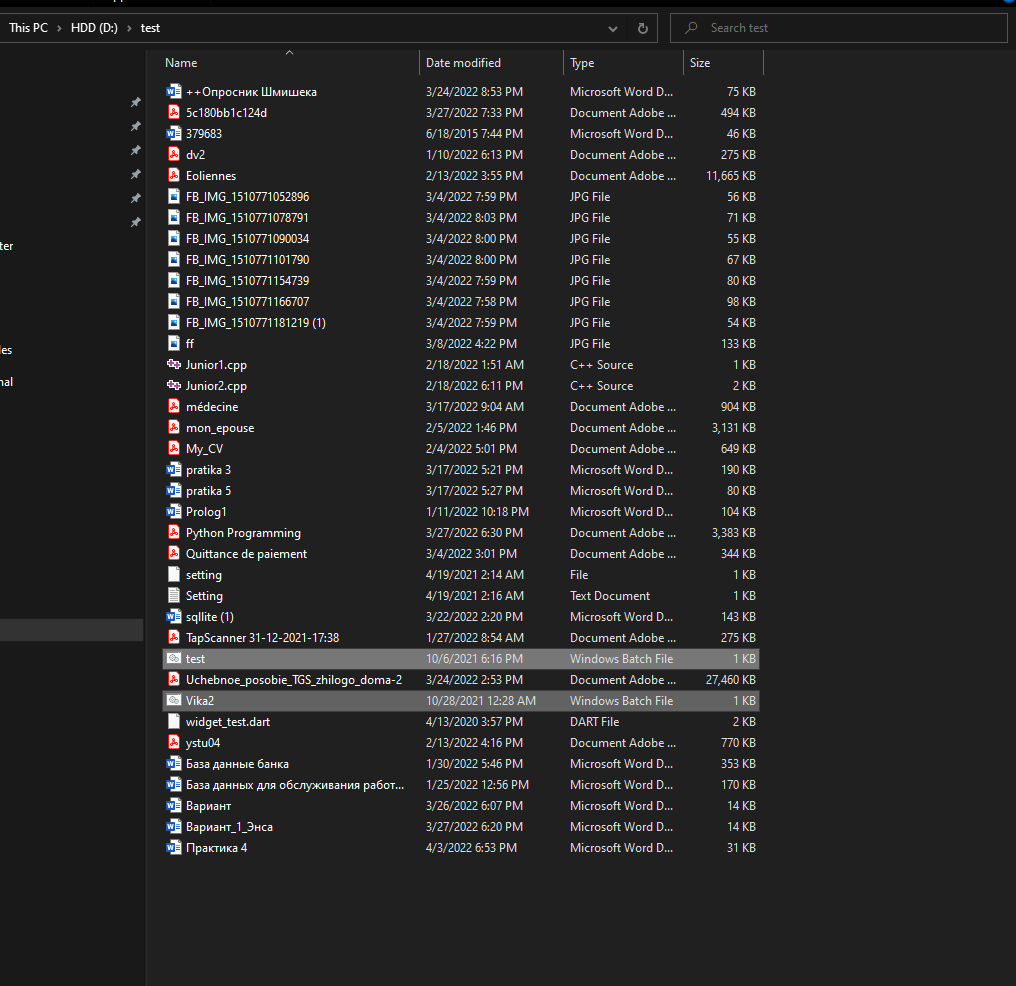 This PC > HDD (D:) > test
Search test
Name Date modified Type Size
++Опросник Шмишека 3/24/2022 8:53 PM Microsoft Word D... 75 KB
5c180bb1c124d 3/27/2022 7:33 PM Document Adobe ... 494 KB
379683 6/18/2015 7:44 PM Microsoft Word D... 46 KB
dv2 1/10/2022 6:13 PM Document Adobe ... 275 KB
Eoliennes 2/13/2022 3:55 PM Document Adobe ... 11,665 KB
FB_IMG_1510771052896 3/4/2022 7:59 PM JPG File 56 KB
FB_IMG_1510771078791 3/4/2022 8:03 PM JPG File 71 KB
FB_IMG_1510771090034 3/4/2022 8:00 PM JPG File 55 KB
ter
FB_IMG_1510771101790 3/4/2022 8:00 PM JPG File 67 KB
FB_IMG_1510771154739 3/4/2022 7:59 PM JPG File 80 KB
FB_IMG_1510771166707 3/4/2022 7:58 PM JPG File 98 KB
FB_IMG_1510771181219 (1) 3/4/2022 7:59 PM JPG File 54 KB
ff 3/8/2022 4:22 PM JPG File 133 KB
les
Junior1.cpp 2/18/2022 1:51 AM C++ Source 1 KB
nal
Junior2.cpp 2/18/2022 6:11 PM C++ Source 2 KB
médecine 3/17/2022 9:04 AM Document Adobe ... 904 KB
mon_epouse 2/5/2022 1:46 PM Document Adobe ... 3,131 KB
My_CV 2/4/2022 5:01 PM Document Adobe ... 649 KB
pratika 3 3/17/2022 5:21 PM Microsoft Word D... 190 KB
pratika 5 3/17/2022 5:27 PM Microsoft Word D... 80 KB
Prolog1 1/11/2022 10:18 PM Microsoft Word D... 104 KB
Python Programming 3/27/2022 6:30 PM Document Adobe ... 3,383 KB
Quittance de paiement 3/4/2022 3:01 PM Document Adobe ... 344 KB
setting 4/19/2021 2:14 AM File 1 KB
Setting 4/19/2021 2:16 AM Text Document 1 KB
sqllite (1) 3/22/2022 2:20 PM Microsoft Word D... 143 KB
TapScanner 31-12-2021-17:38 1/27/2022 8:54 AM Document Adobe ... 275 KB
test 10/6/2021 6:16 PM Windows Batch File 1 KB
Uchebnoe_posobie_TGS_zhilogo_doma-2 3/24/2022 2:53 PM Document Adobe ... 27,460 KB
Vika2 10/28/2021 12:28 AM Windows Batch File 1 KB
widget_test.dart 4/13/2020 3:57 PM DART File 2 KB
ystu04 2/13/2022 4:16 PM Document Adobe ... 770 KB
База данные банка 1/30/2022 5:46 PM Microsoft Word D... 353 KB
База данных для обслуживания работ... 1/25/2022 12:56 PM Microsoft Word D... 170 KB
Вариант 3/26/2022 6:07 PM Microsoft Word D... 14 KB
Вариант_1_Энса 3/27/2022 6:20 PM Microsoft Word D... 14 KB
Практика 4 4/3/2022 6:53 PM Microsoft Word D... 31 KB